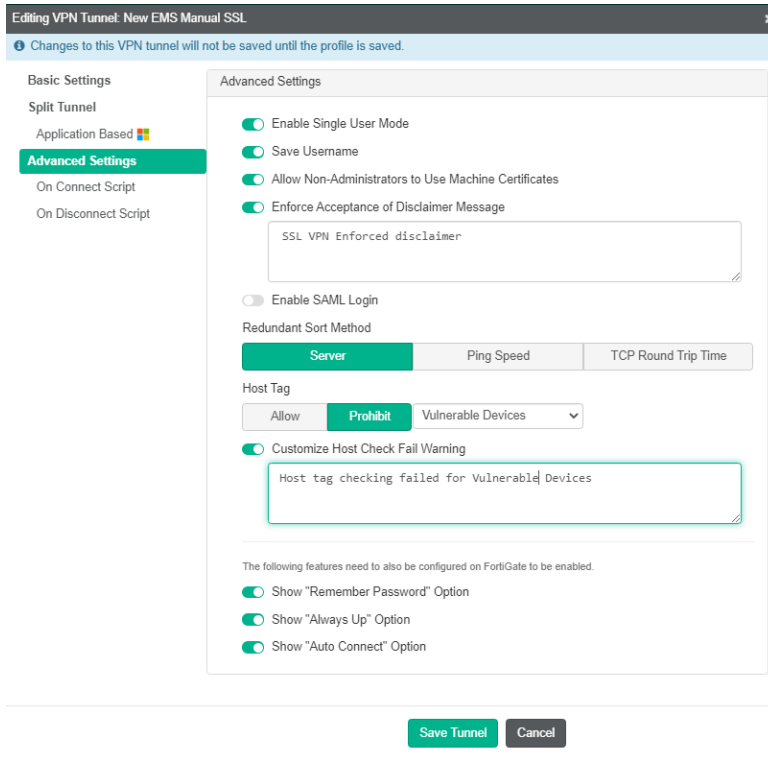 Editing VPN Tunnel: New EMS Manual SSL
Changes to this VPN tunnel will not be saved until the profile is saved.
Basic Settings
Split Tunnel
Application Based
Advanced Settings
On Connect Script
On Disconnect Script
Advanced Settings
Enable Single User Mode
Save Username
Allow Non-Administrators to Use Machine Certificates
Enforce Acceptance of Disclaimer Message
SSL VPN Enforced disclaimer
Enable SAML Login
Redundant Sort Method
Server Ping Speed TCP Round Trip Time
Host Tag
Allow Prohibit Vulnerable Devices
Customize Host Check Fail Warning
Host tag checking failed for Vulnerable Devices
The following features need to also be configured on FortiGate to be enabled.
Show "Remember Password" Option
Show "Always Up" Option
Show "Auto Connect" Option
Save Tunnel Cancel